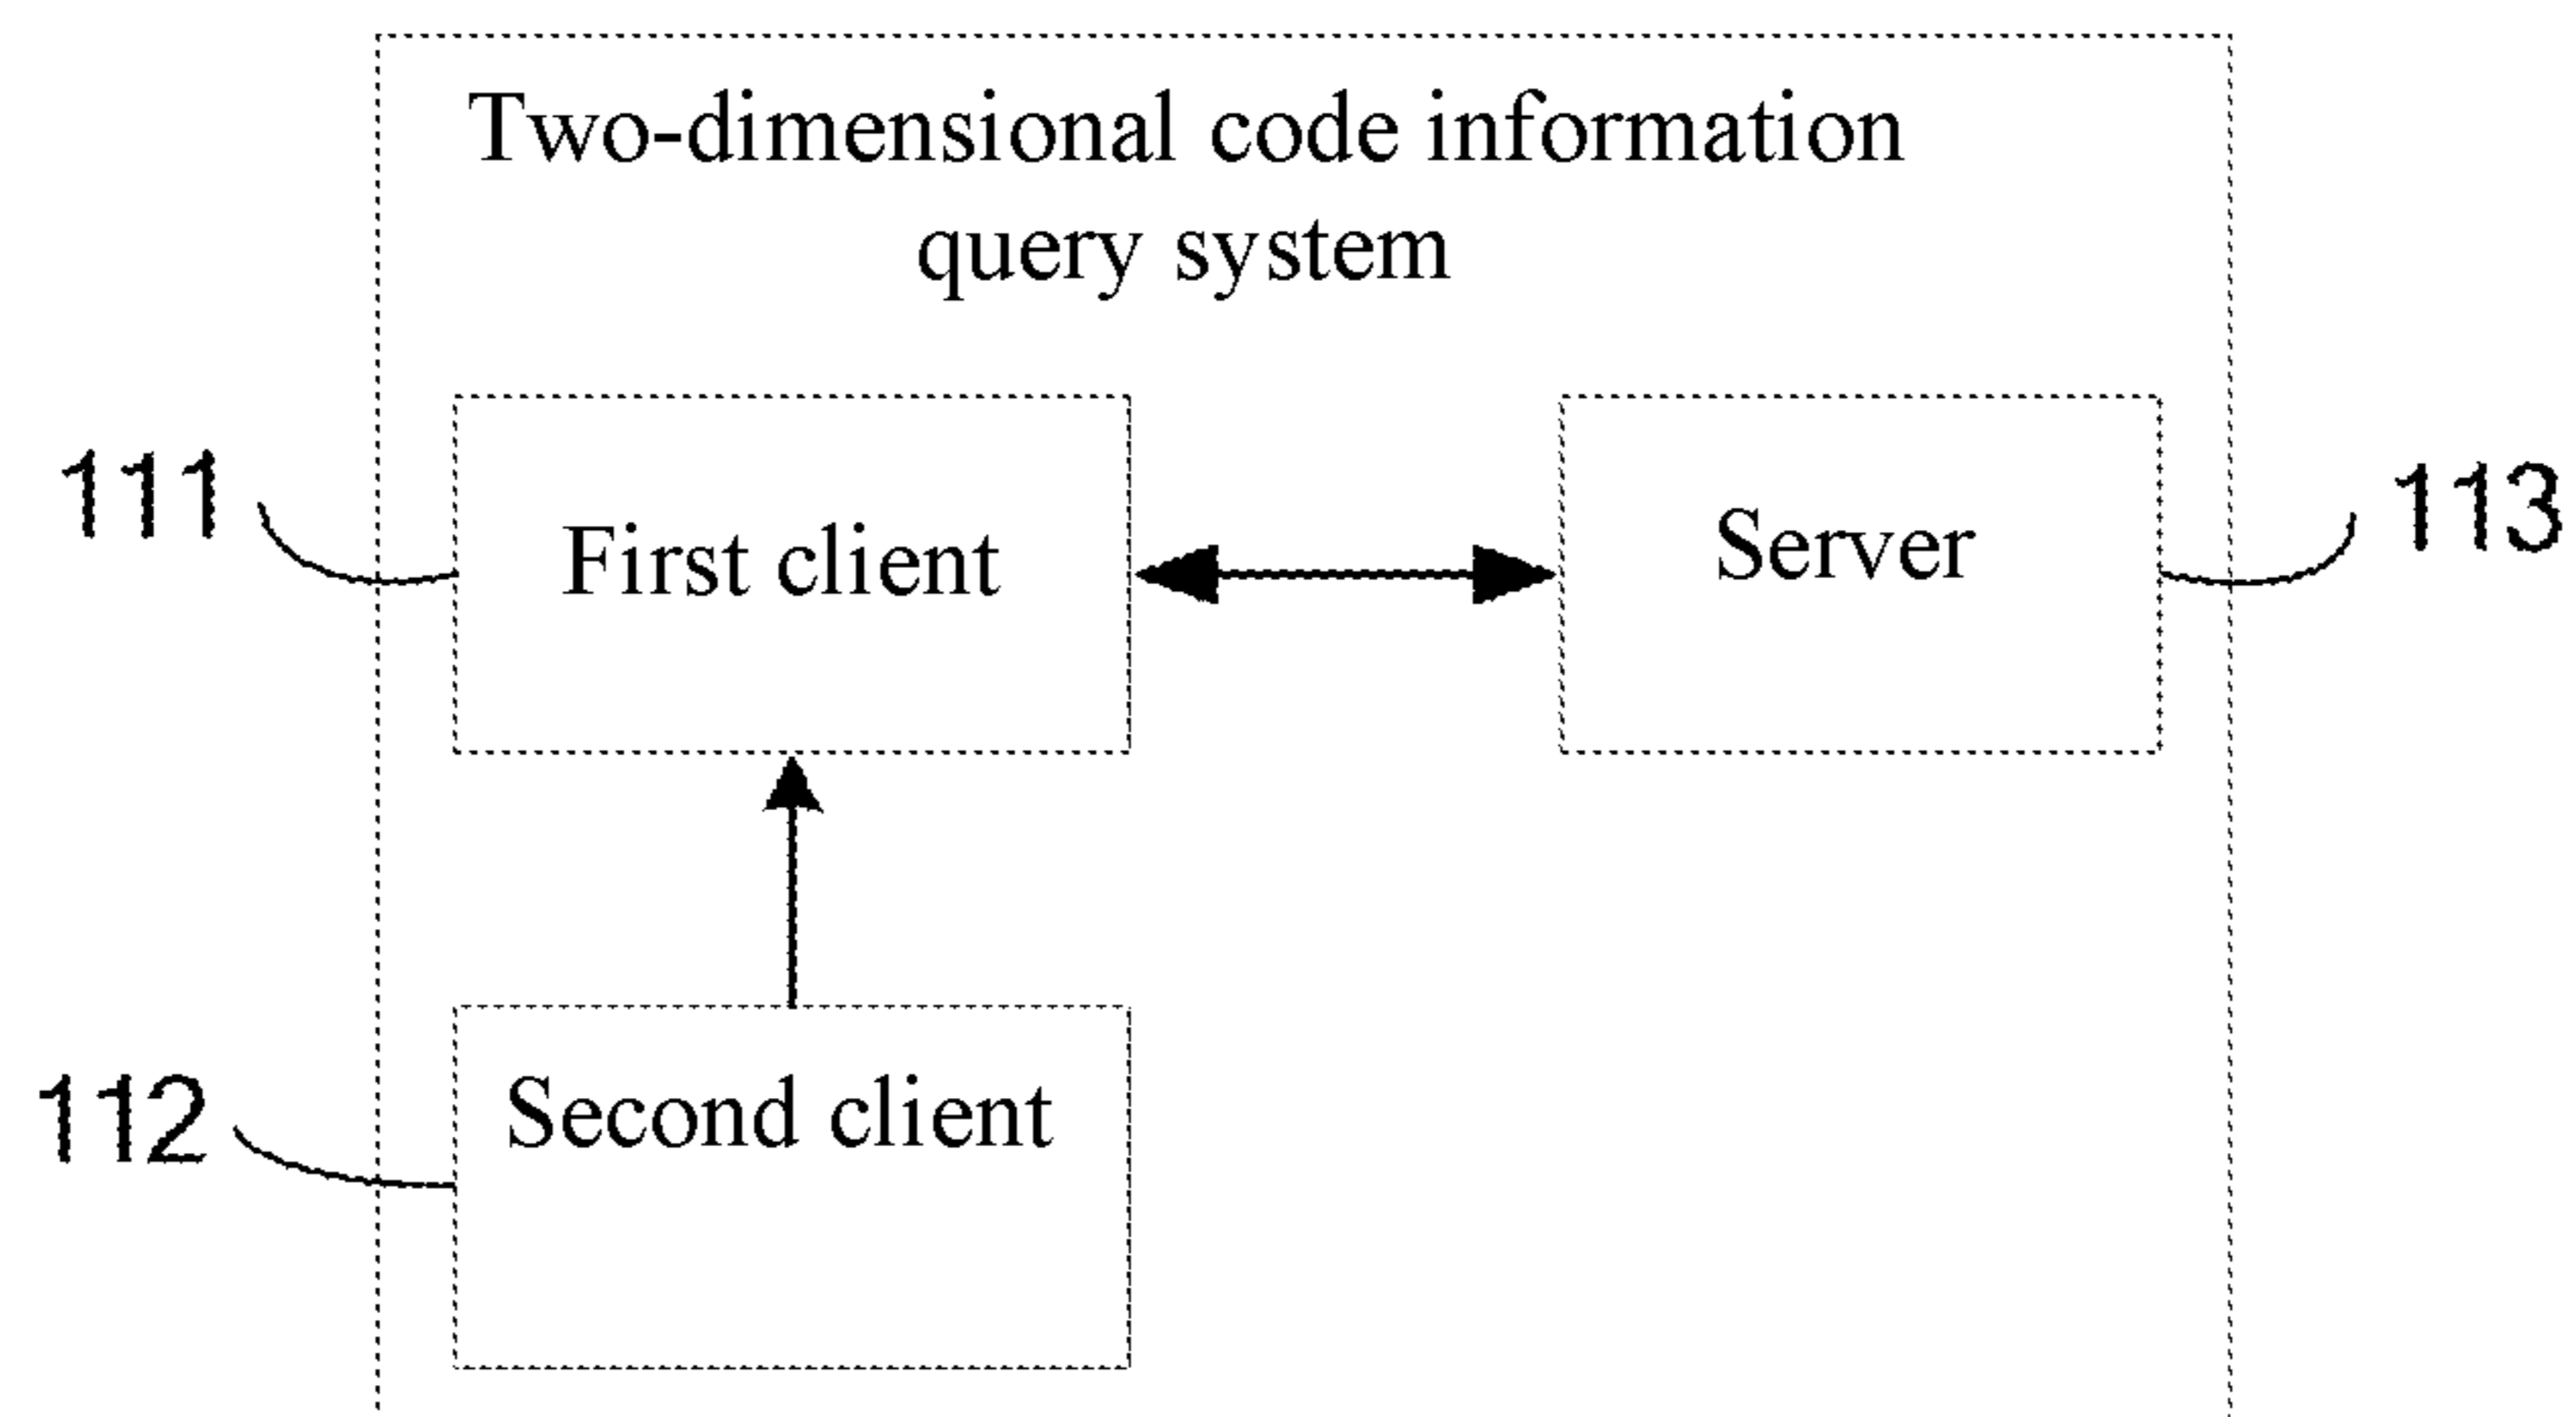 Two-dimensional code information
query system
111
First client
Server
113
112
Second client